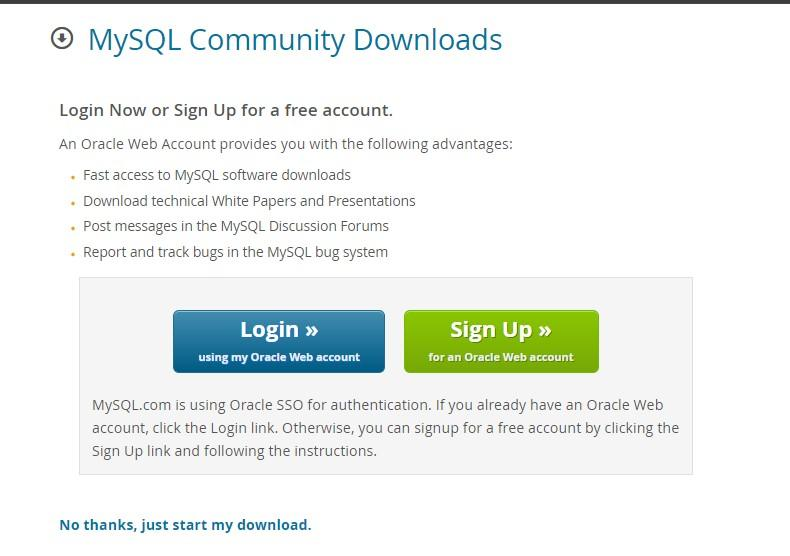 MySQL Community Downloads
Login Now or Sign Up for a free account.
An Oracle Web Account provides you with the following advantages:
Fast access to MySQL software downloads
Download technical White Papers and Presentations
Post messages in the MySQL Discussion Forums
Report and track bugs in the MySQL bug system
Login »
using my Oracle Web account
Sign Up »
for an Oracle Web account
MySQL.com is using Oracle SSO for authentication. If you already have an Oracle Web
account, click the Login link. Otherwise, you can signup for a free account by clicking the
Sign Up link and following the instructions.
No thanks, just start my download.